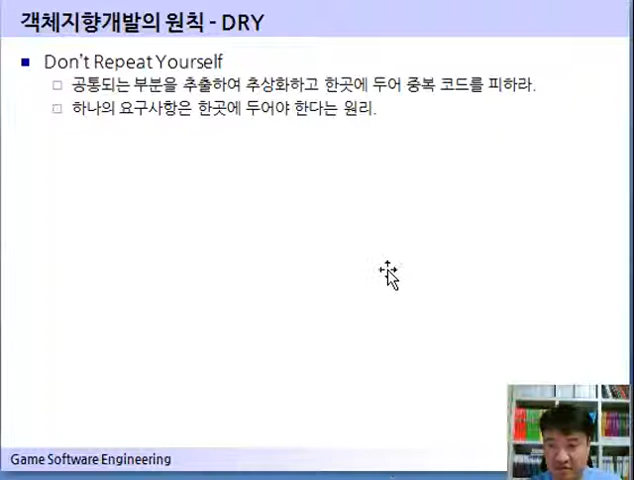 객체지향개발의 원칙 - DRY
Don't Repeat Yourself
공통되는 부분을 추출하여 추상화하고 한곳에 두어 중복 코드를 피하라.
하나의 요구사항은 한곳에 두어야 한다는 원리.
Game Software Engineering